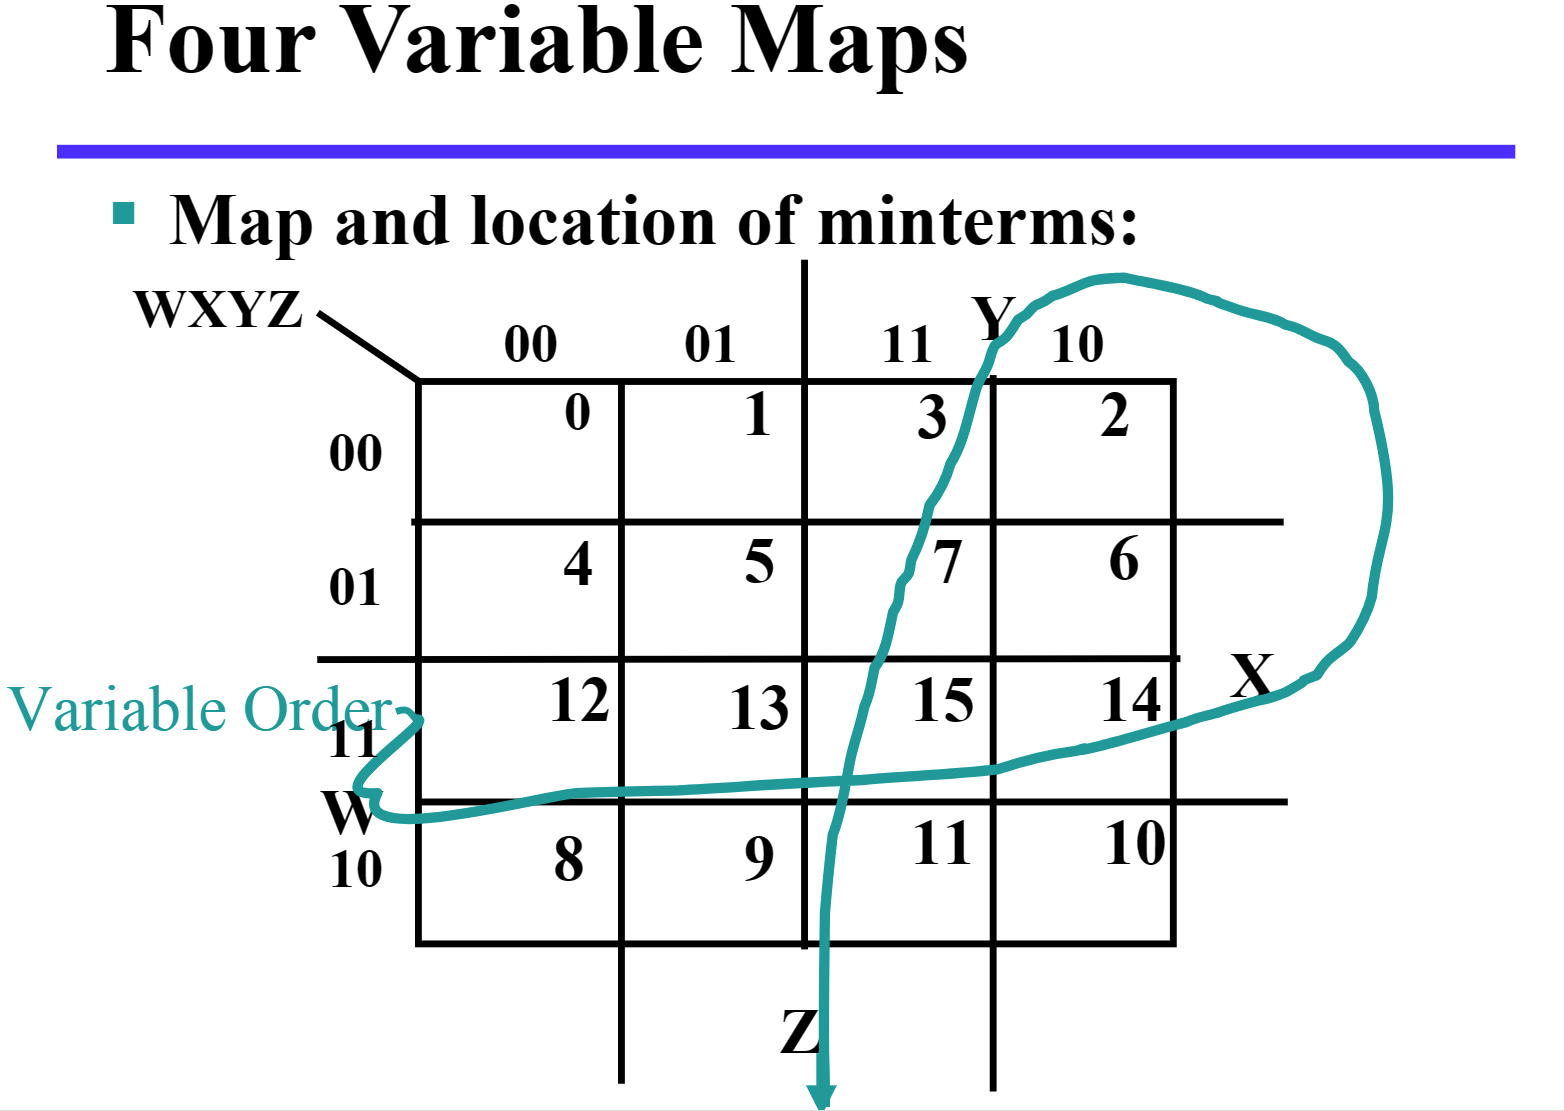 Four Variable Maps
Map and location of minterms:
WXYZ
Y
00 01 11 10
00 0 1 3 2
01 4 5 7 6
X
Variable Order
11 12 13 15 14
W
10 8 9 11 10
Z